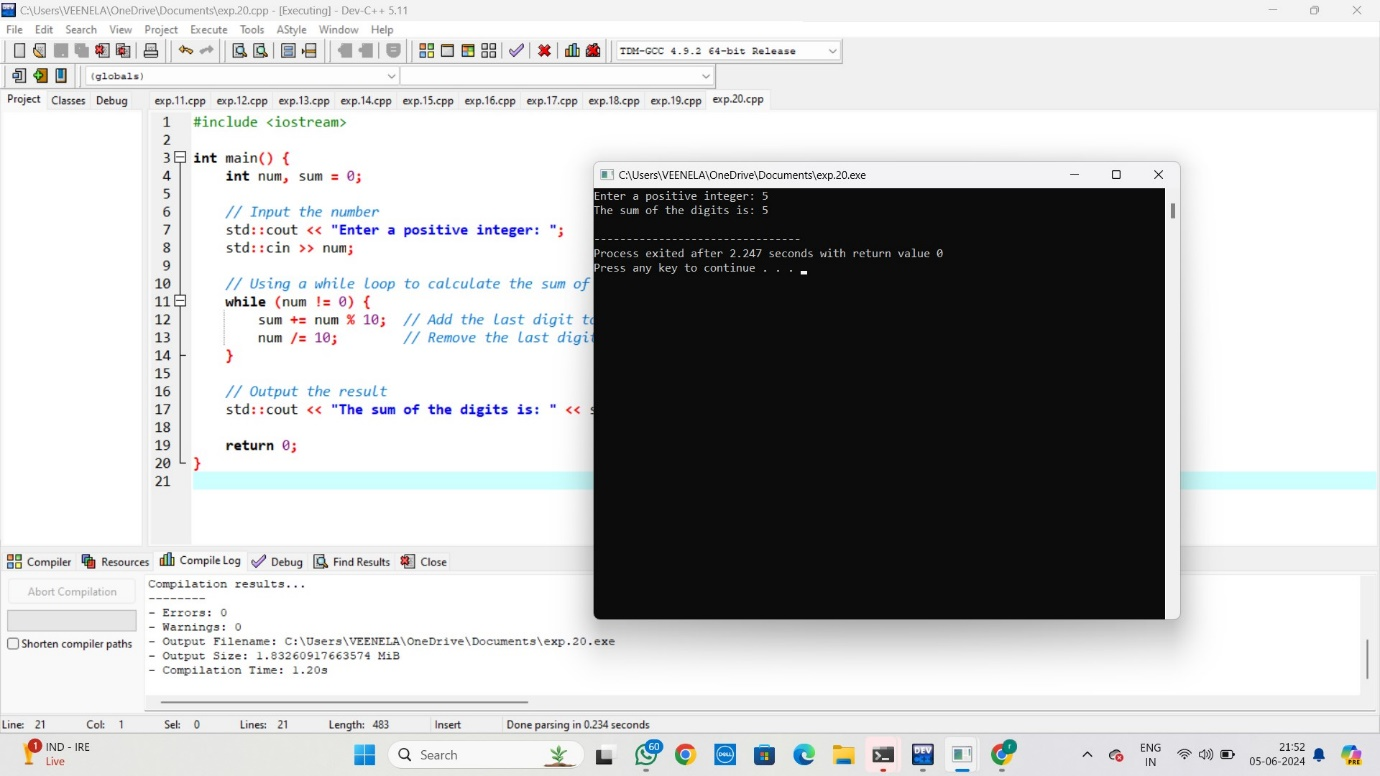 C:\Users\VEENELA\OneDrive\Documents\exp.20.cpp - [Executing] - Dev-C++ 5.11
File Edit Search View Project Execute Tools AStyle Window Help
TDM-GCC 4.9.2 64-bit Release
(globals)
Project Classes Debug
exp.11.cpp exp.12.cpp exp.13.cpp exp.14.cpp exp.15.cpp exp.16.cpp exp.17.cpp exp.18.cpp exp.19.cpp exp.20.cpp
1 #include <iostream>
2
3 int main() {
4 int num, sum = 0;
5
6 // Input the number
7 std::cout << "Enter a positive integer: ";
8 std::cin >> num;
9
10 // Using a while loop to calculate the sum of
11 while (num != 0) {
12 sum += num % 10; // Add the last digit to
13 num /= 10; // Remove the last digi
14 }
15
16 // Output the result
17 std::cout << "The sum of the digits is: " << s
18
19 return 0;
20 }
21
C:\Users\VEENELA\OneDrive\Documents\exp.20.exe
Enter a positive integer: 5
The sum of the digits is: 5
--------------------------------
Process exited after 2.247 seconds with return value 0
Press any key to continue . . .
Compiler Resources Compile Log Debug Find Results Close
Abort Compilation
Shorten compiler paths
Compilation results...
--------
- Errors: 0
- Warnings: 0
- Output Filename: C:\Users\VEENELA\OneDrive\Documents\exp.20.exe
- Output Size: 1.83260917663574 MiB
- Compilation Time: 1.20s
Line: 21 Col: 1 Sel: 0 Lines: 21 Length: 483 Insert Done parsing in 0.234 seconds
1
IND - IRE
Live
Search
60
DELL
DEV
ENG
IN
21:52
05-06-2024
PRE